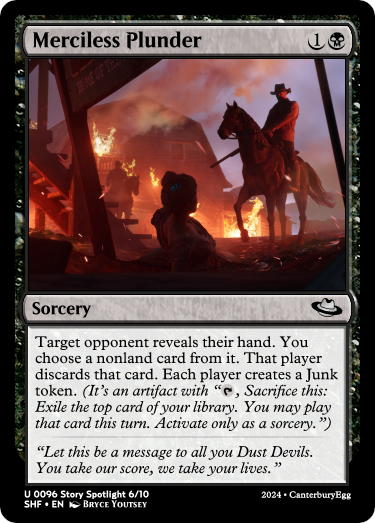 Merciless Plunder 1
Sorcery
Target opponent reveals their hand. You
choose a nonland card from it. That player
discards that card. Each player creates a Junk
token. (It's an artifact with “, Sacrifice this:
Exile the top card of your library. You may play
that card this turn. Activate only as a sorcery.”)
“Let this be a message to all you Dust Devils.
You take our score, we take your lives.”
U 0096 Story Spotlight 6/10
SHF • EN Bryce Youtsey
2024 • CanterburyEgg